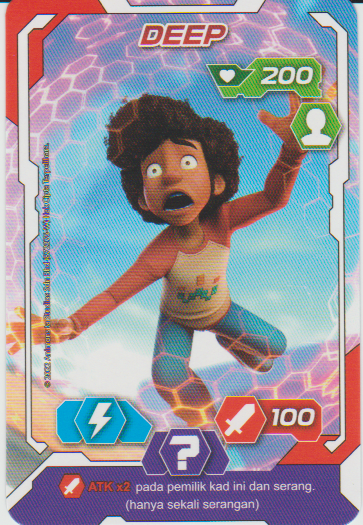 DEEP
200
100
?
ATK x2 pada pemilik kad ini dan serang.
(hanya sekali serangan)